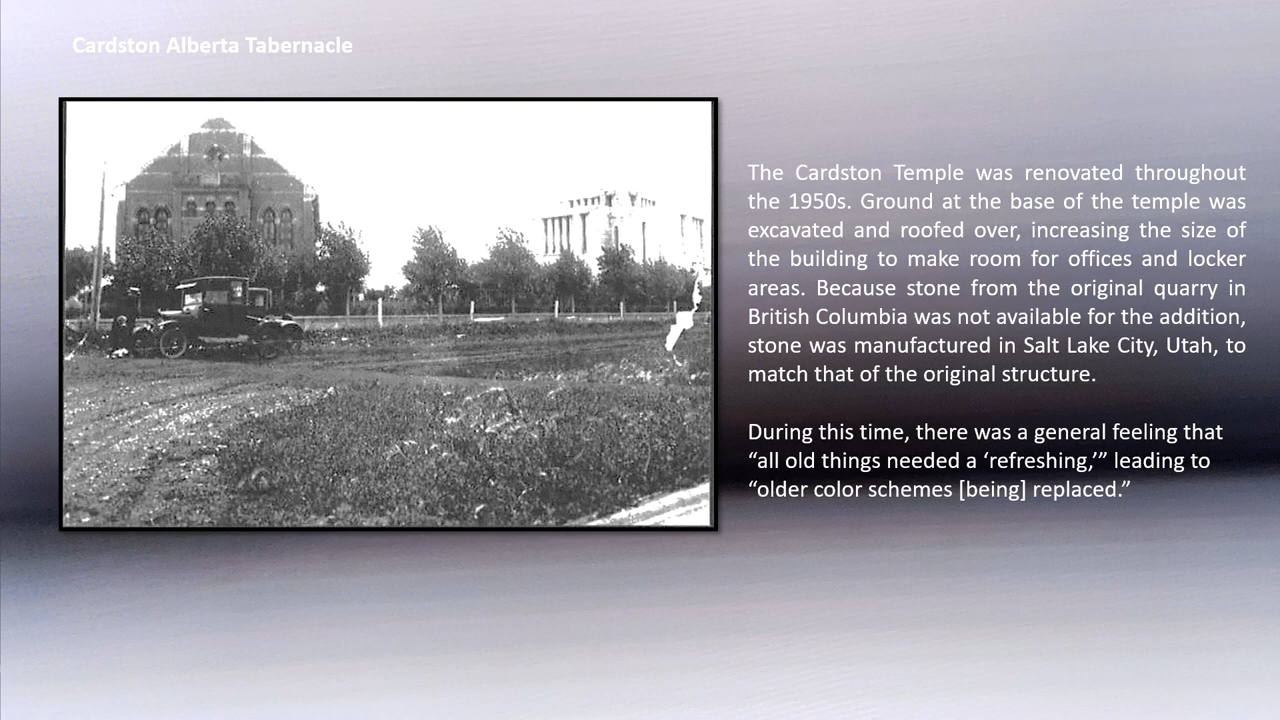 Cardston Alberta Tabernacle
The Cardston Temple was renovated throughout
the 1950s. Ground at the base of the temple was
excavated and roofed over, increasing the size of
the building to make room for offices and locker
areas. Because stone from the original quarry in
British Columbia was not available for the addition,
stone was manufactured in Salt Lake City, Utah, to
match that of the original structure.
During this time, there was a general feeling that
“all old things needed a ‘refreshing,’” leading to
“older color schemes [being] replaced.”